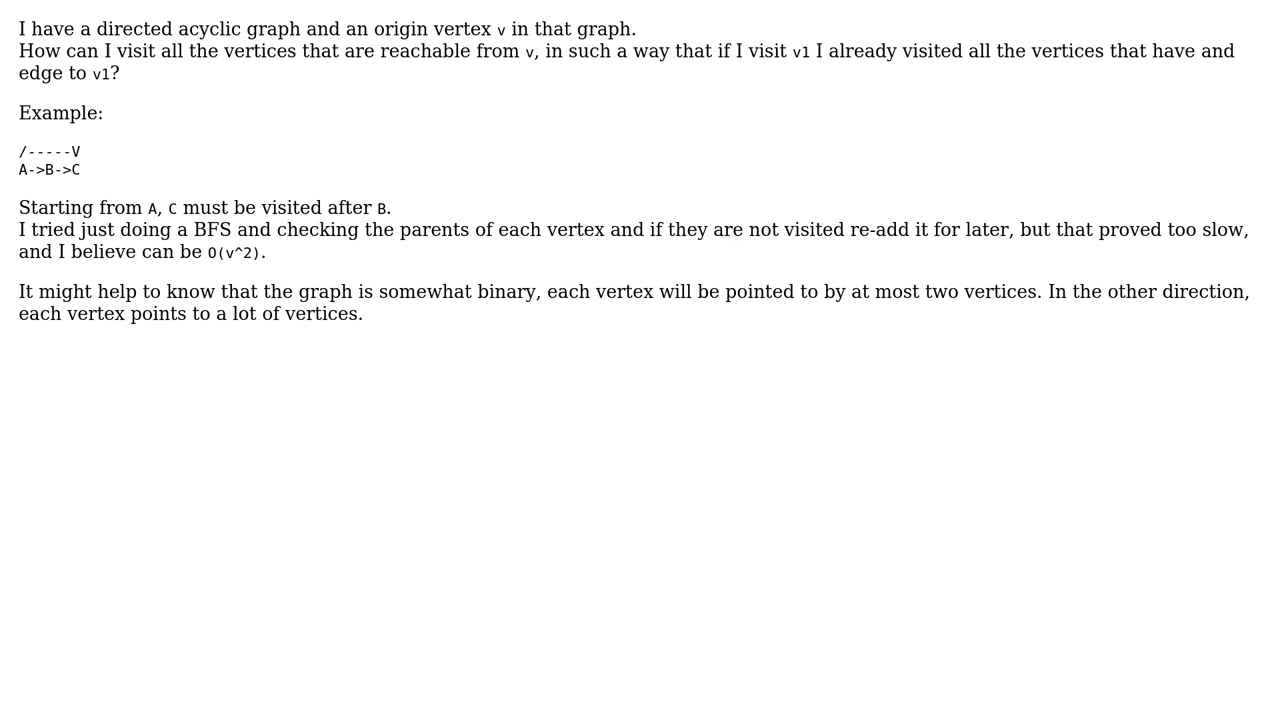 I have a directed acyclic graph and an origin vertex v in that graph.
How can I visit all the vertices that are reachable from v, in such a way that if I visit v1 I already visited all the vertices that have and
edge to v1?
Example:
/-----V
A->B->C
Starting from A, C must be visited after B.
I tried just doing a BFS and checking the parents of each vertex and if they are not visited re-add it for later, but that proved too slow,
and I believe can be O(v^2).
It might help to know that the graph is somewhat binary, each vertex will be pointed to by at most two vertices. In the other direction,
each vertex points to a lot of vertices.